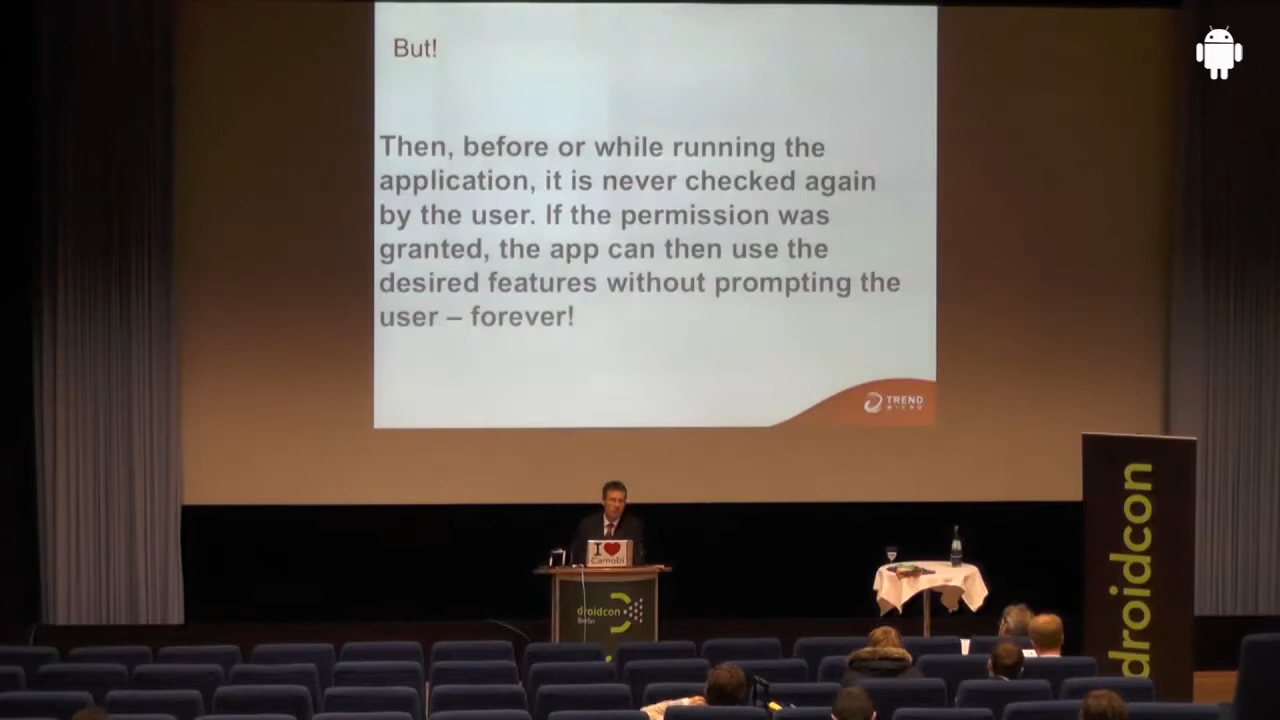 But!
Then, before or while running the
application, it is never checked again
by the user. If the permission was
granted, the app can then use the
desired features without prompting the
user – forever!
TREND
MICRO
I
Camobi
droidcon
Berlin
droidcon